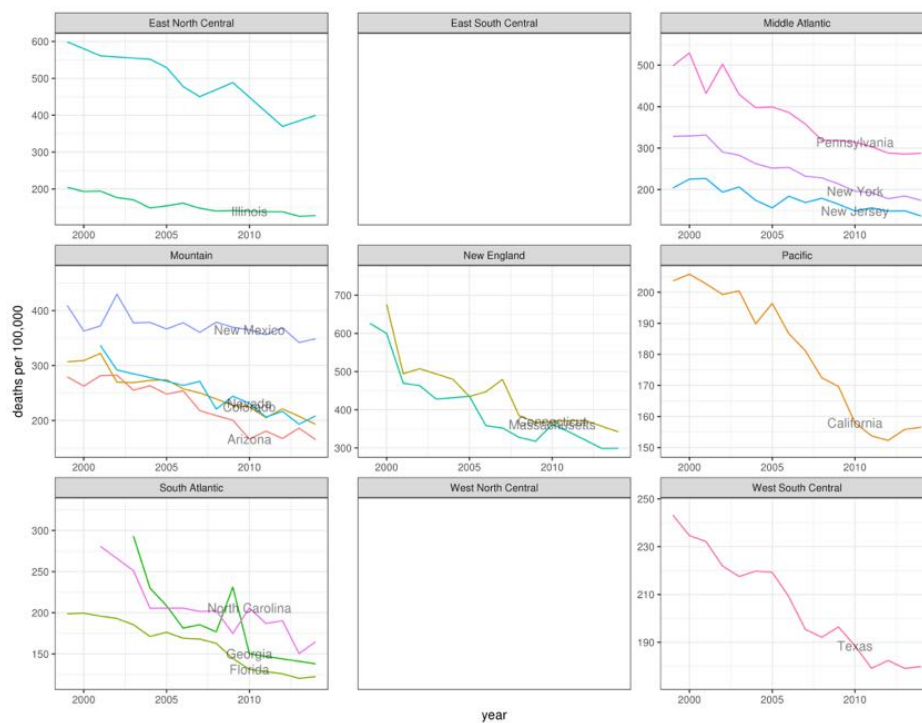 East North Central
East South Central
Middle Atlantic
600
500
400
300
200
Illinois
2000
2005
2010
500
400
300
200
Pennsylvania
New York
New Jersey
2000
2005
2010
Mountain
New England
Pacific
deaths per 100,000
400
300
200
New Mexico
Nevada
Colorado
Arizona
2000
2005
2010
700
600
500
400
300
Connecticut
Massachusetts
2000
2005
2010
200
190
180
170
160
150
California
2000
2005
2010
South Atlantic
West North Central
West South Central
300
250
200
150
North Carolina
Georgia
Florida
2000
2005
2010
250
230
210
190
Texas
2000
2005
2010
year